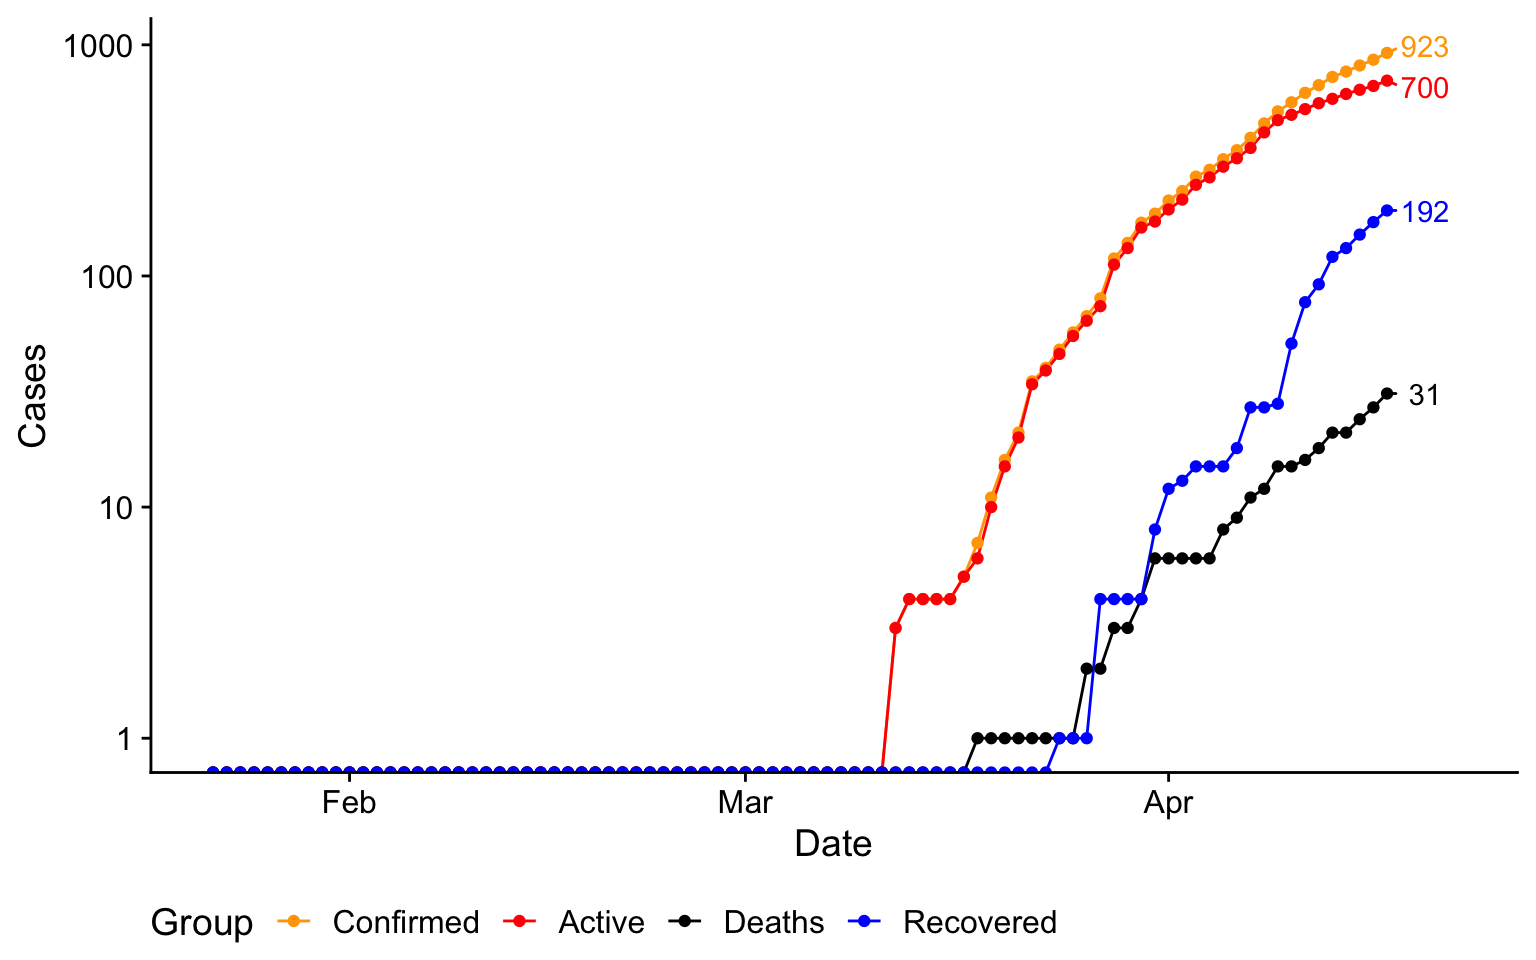 1000
100
10
1
Cases
923
700
192
31
Feb Mar Apr
Date
Group Confirmed Active Deaths Recovered